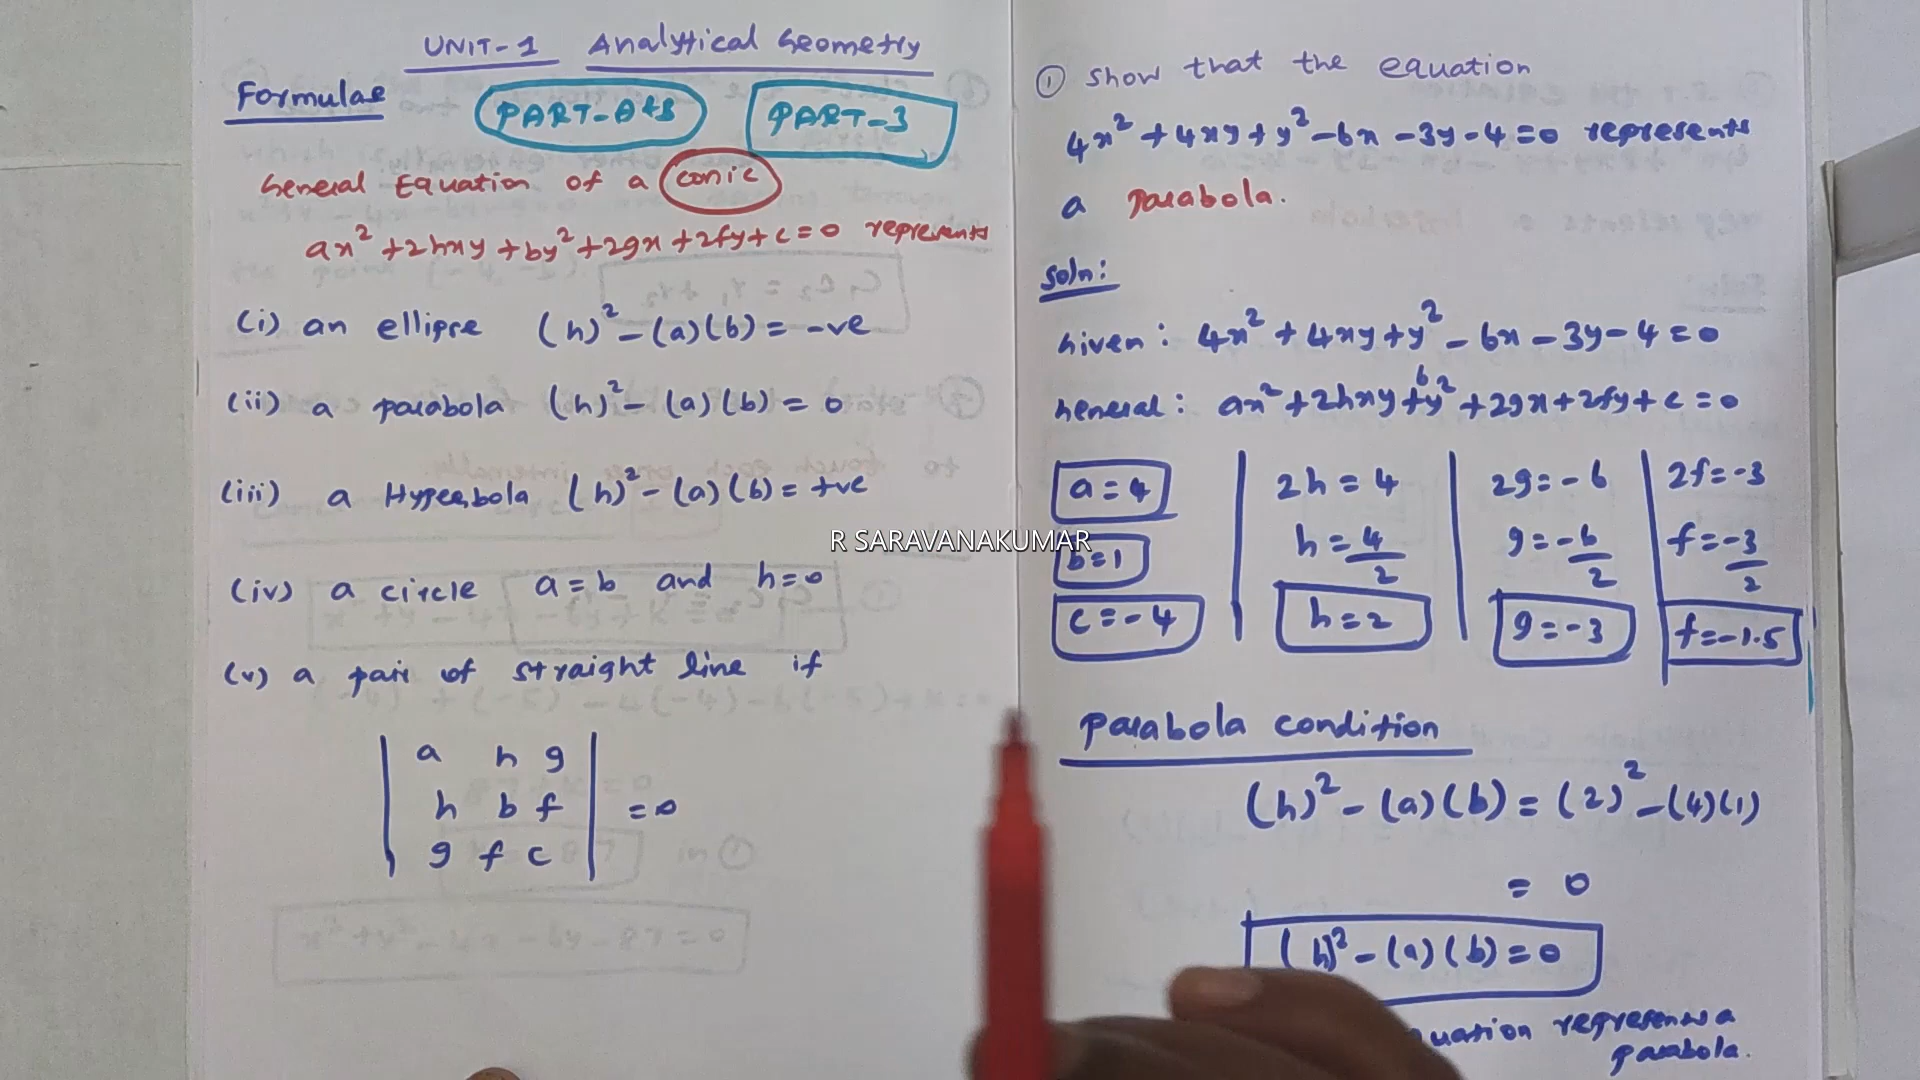 UNIT-1 Analytical Geometry
Formulae
PART-A&B
PART-3
General Equation of a conic
ax² + 2hxy + by² + 2gx + 2fy + c = 0 represents
(i) an ellipse (h)² - (a)(b) = -ve
(ii) a parabola (h)² - (a)(b) = 0
(iii) a Hyperbola (h)² - (a)(b) = +ve
(iv) a circle a = b and h = 0
(v) a pair of straight line if
a h g
h b f = 0
g f c
① Show that the equation
4x² + 4xy + y² - 6x - 3y - 4 = 0 represents
a parabola.
Soln:
Given: 4x² + 4xy + y² - 6x - 3y - 4 = 0
General: ax² + 2hxy + by² + 2gx + 2fy + c = 0
a = 4
b = 1
c = -4
2h = 4
h = 4/2
h = 2
2g = -6
g = -6/2
g = -3
2f = -3
f = -3/2
f = -1.5
Parabola condition
(h)² - (a)(b) = (2)² - (4)(1)
= 0
(h)² - (a)(b) = 0
equation represents a
parabola.
R SARAVANAKUMAR